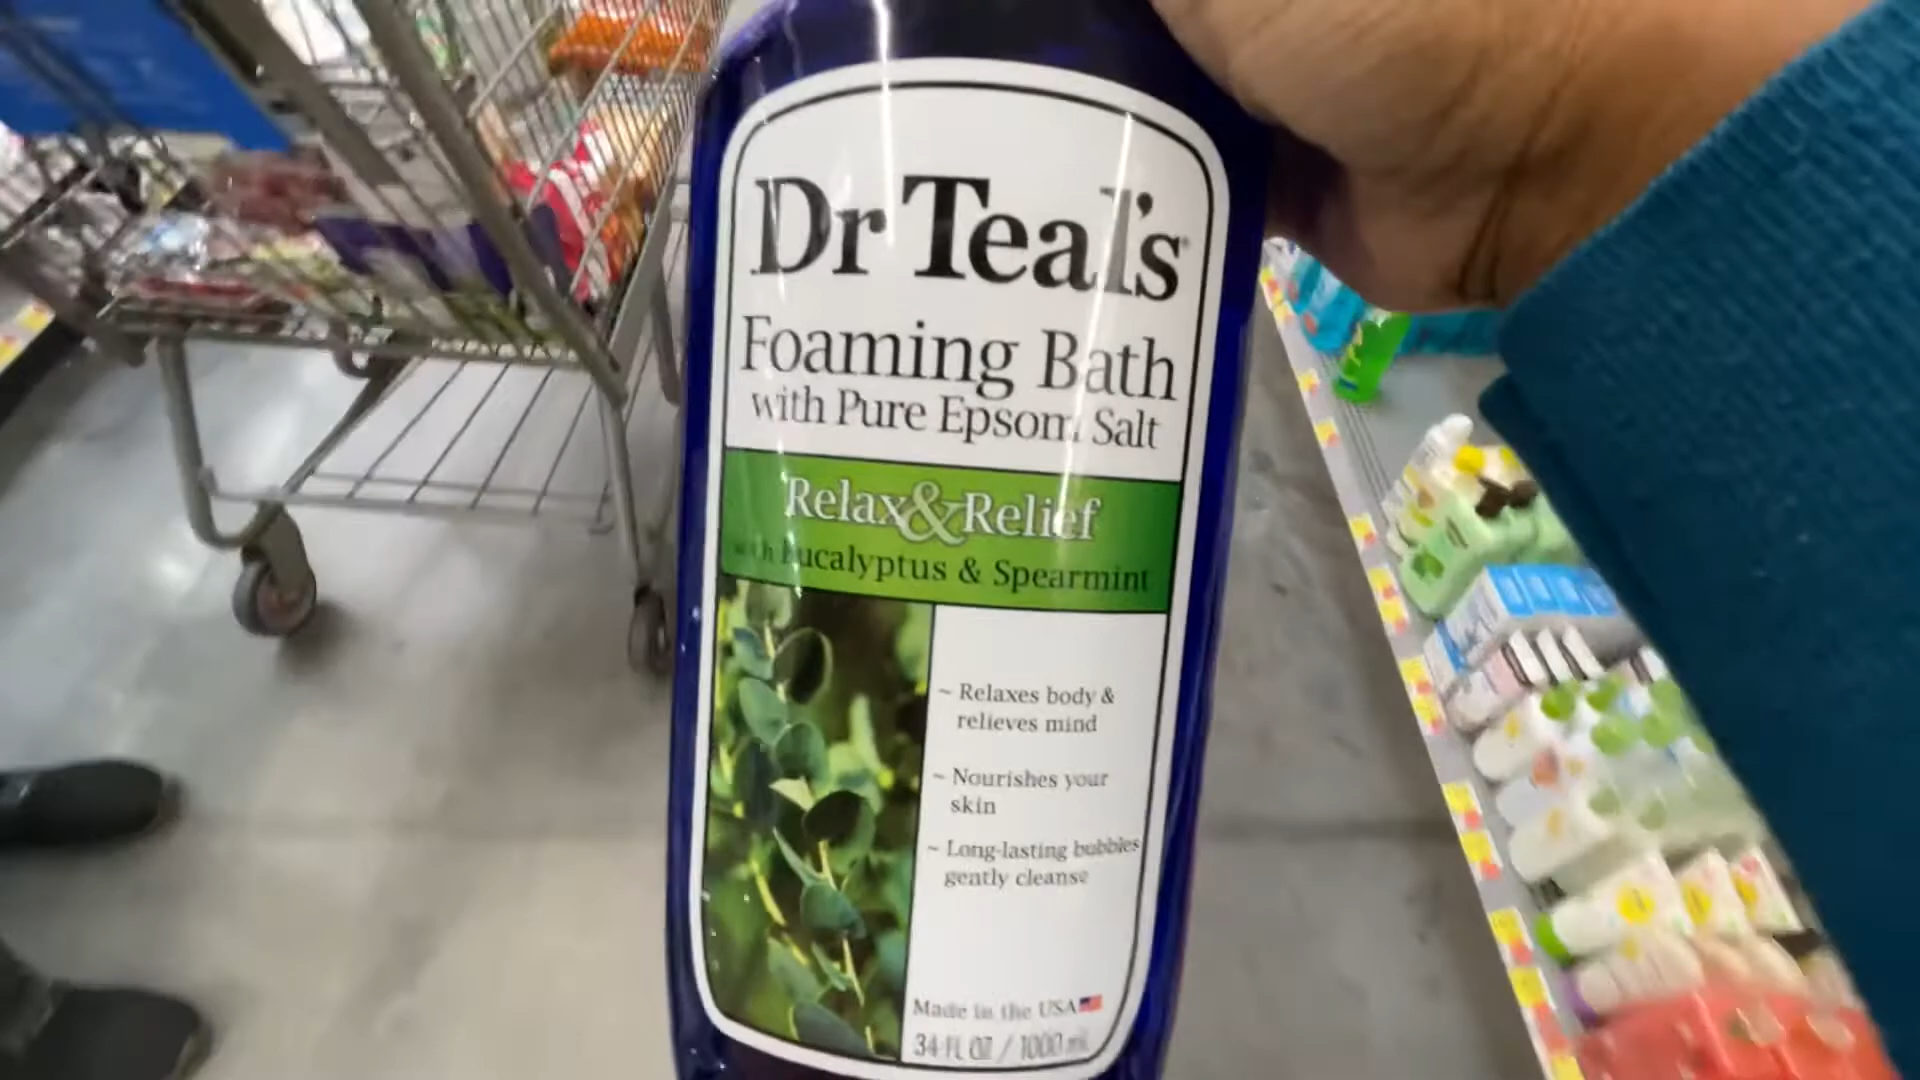 Dr Teal's
Foaming Bath
with Pure Epsom Salt
Relax & Relief
with Eucalyptus & Spearmint
~ Relaxes body &
relieves mind
~ Nourishes your
skin
~ Long-lasting bubbles
gently cleanse
Made in the USA
34 FL OZ / 1000 mL